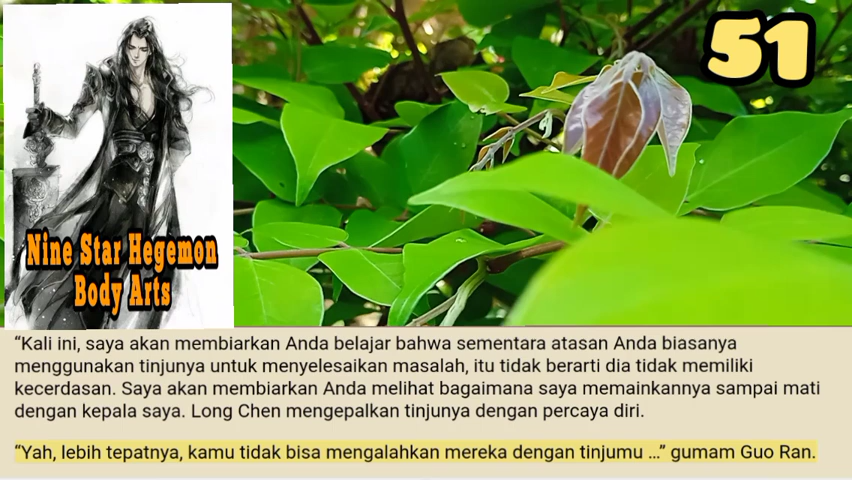 51
Nine Star Hegemon
Body Arts
“Kali ini, saya akan membiarkan Anda belajar bahwa sementara atasan Anda biasanya
menggunakan tinjunya untuk menyelesaikan masalah, itu tidak berarti dia tidak memiliki
kecerdasan. Saya akan membiarkan Anda melihat bagaimana saya memainkannya sampai mati
dengan kepala saya. Long Chen mengepalkan tinjunya dengan percaya diri.
“Yah, lebih tepatnya, kamu tidak bisa mengalahkan mereka dengan tinjumu …” gumam Guo Ran.